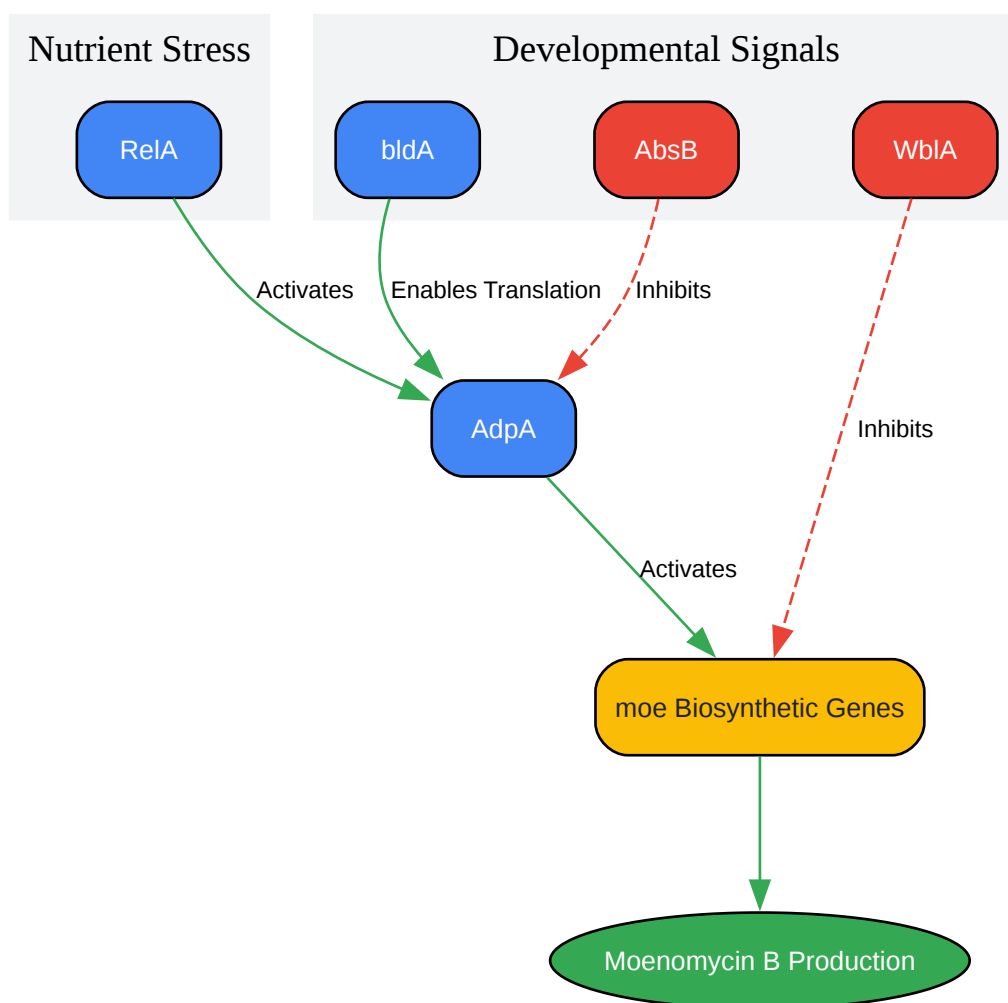 Nutrient Stress
Developmental Signals
RelA
bldA
AbsB
WblA
Activates
Enables Translation
Inhibits
AdpA
Inhibits
Activates
moe Biosynthetic Genes
Moenomycin B Production